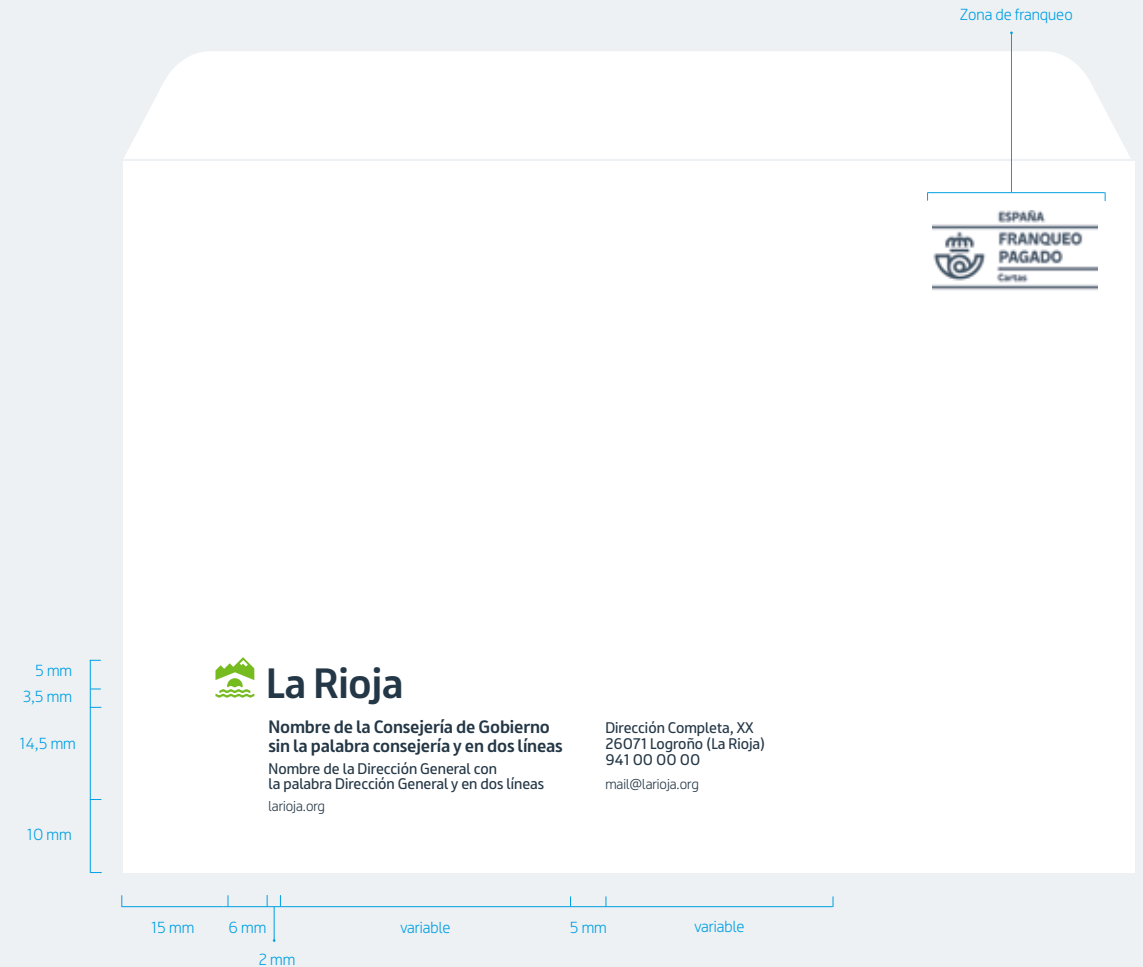 Zona de franqueo
ESPAÑA
FRANQUEO
PAGADO
Cartas
5 mm
3,5 mm
14,5 mm
10 mm
La Rioja
Nombre de la Consejería de Gobierno
sin la palabra consejería y en dos líneas
Nombre de la Dirección General con
la palabra Dirección General y en dos líneas
larioja.org
Dirección Completa, XX
26071 Logroño (La Rioja)
941 00 00 00
mail@larioja.org
15 mm
6 mm
2 mm
variable
5 mm
variable